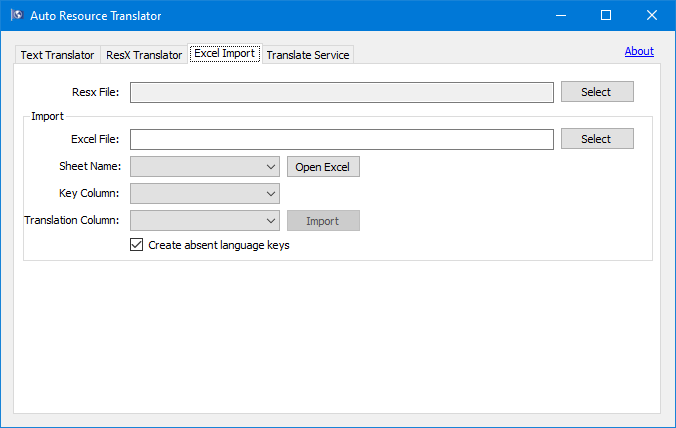 Auto Resource Translator
About
Text Translator ResX Translator Excel Import Translate Service
Resx File: Select
Import
Excel File: Select
Sheet Name: Open Excel
Key Column:
Translation Column: Import
Create absent language keys